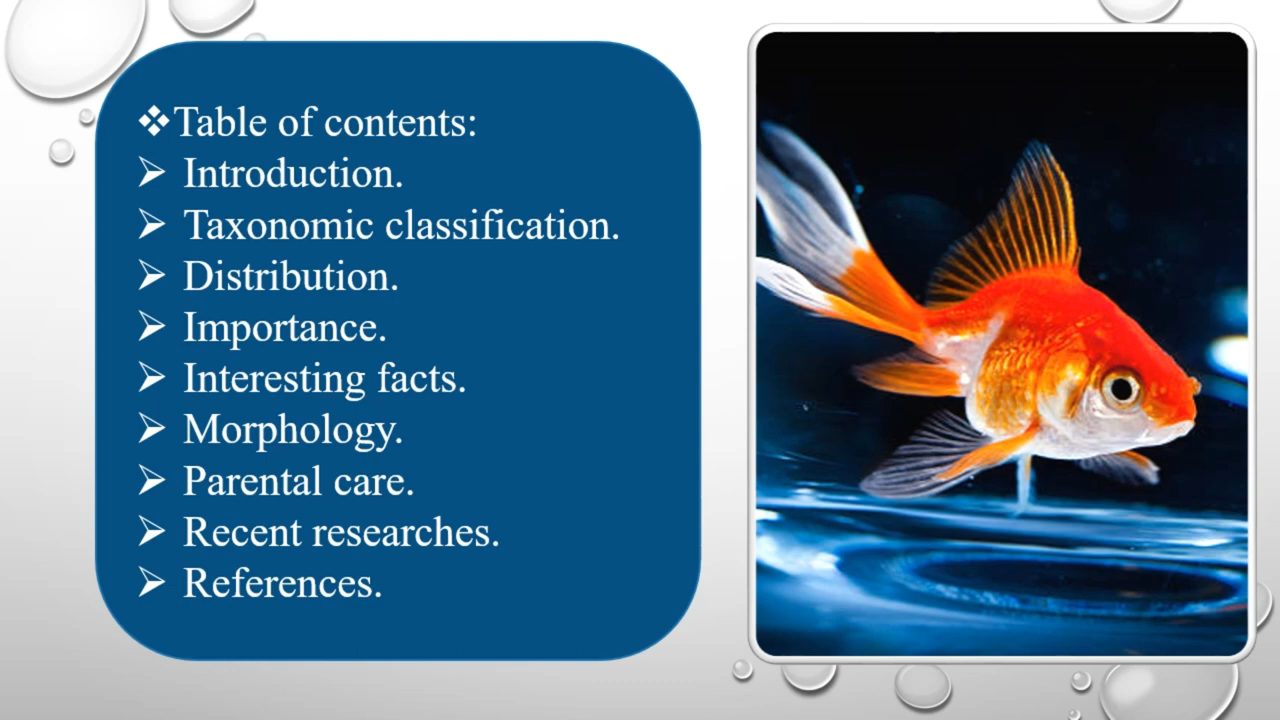 ❖Table of contents:
➢ Introduction.
➢ Taxonomic classification.
➢ Distribution.
➢ Importance.
➢ Interesting facts.
➢ Morphology.
➢ Parental care.
➢ Recent researches.
➢ References.